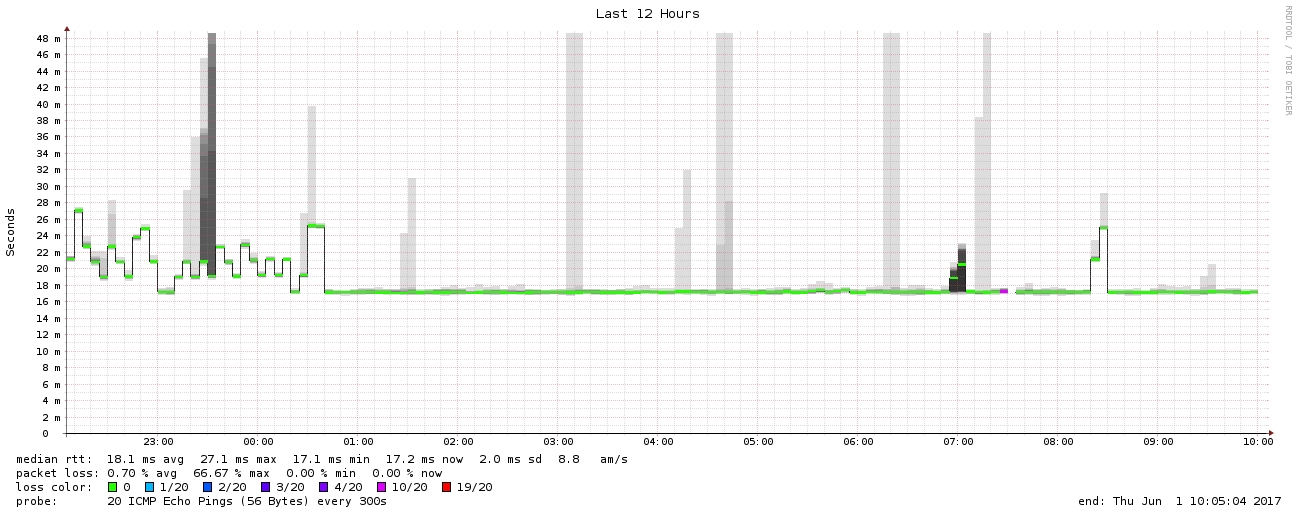 Last 12 Hours
RRDTOOL / TOBI OETIKER
Seconds
48 m
46 m
44 m
42 m
40 m
38 m
36 m
34 m
32 m
30 m
28 m
26 m
24 m
22 m
20 m
18 m
16 m
14 m
12 m
10 m
8 m
6 m
4 m
2 m
0
23:00 00:00 01:00 02:00 03:00 04:00 05:00 06:00 07:00 08:00 09:00 10:00
median rtt: 18.1 ms avg 27.1 ms max 17.1 ms min 17.2 ms now 2.0 ms sd 8.8 am/s
packet loss: 0.70 % avg 66.67 % max 0.00 % min 0.00 % now
loss color: 0 1/20 2/20 3/20 4/20 10/20 19/20
probe: 20 ICMP Echo Pings (56 Bytes) every 300s end: Thu Jun 1 10:05:04 2017